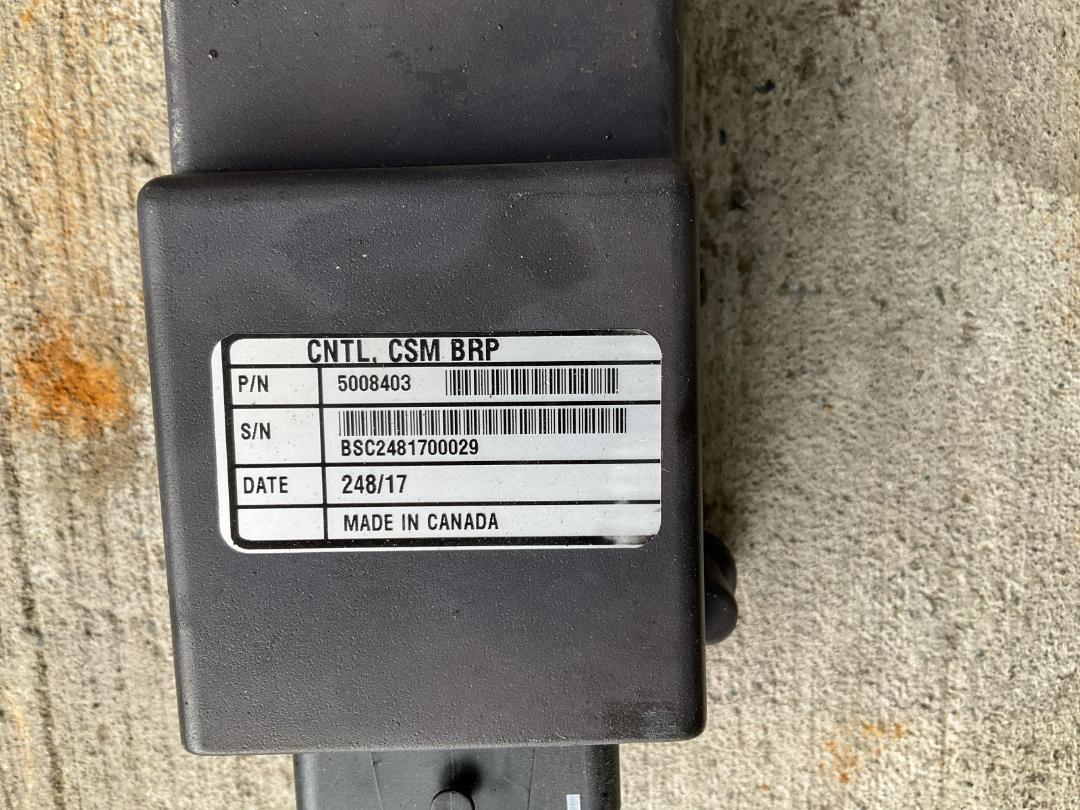 CNTL, CSM BRP
P/N 5008403
S/N
BSC2481700029
DATE 248/17
MADE IN CANADA